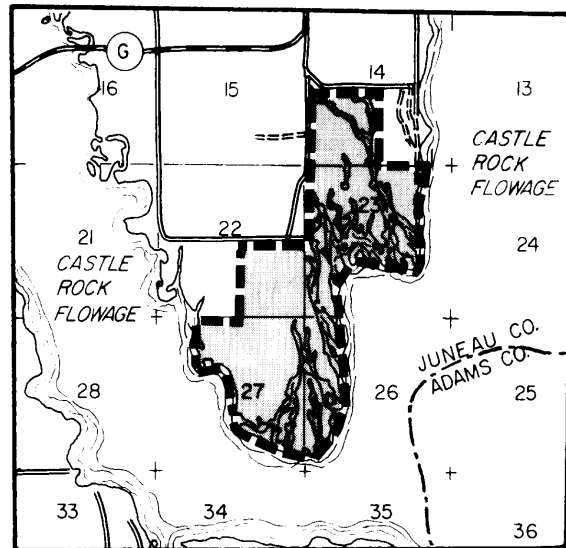 G
16
15
14
13
CASTLE
ROCK
FLOWAGE
22
23
21
24
CASTLE
ROCK
FLOWAGE
JUNEAU CO.
ADAMS CO.
28
27
26
25
33
34
35
36